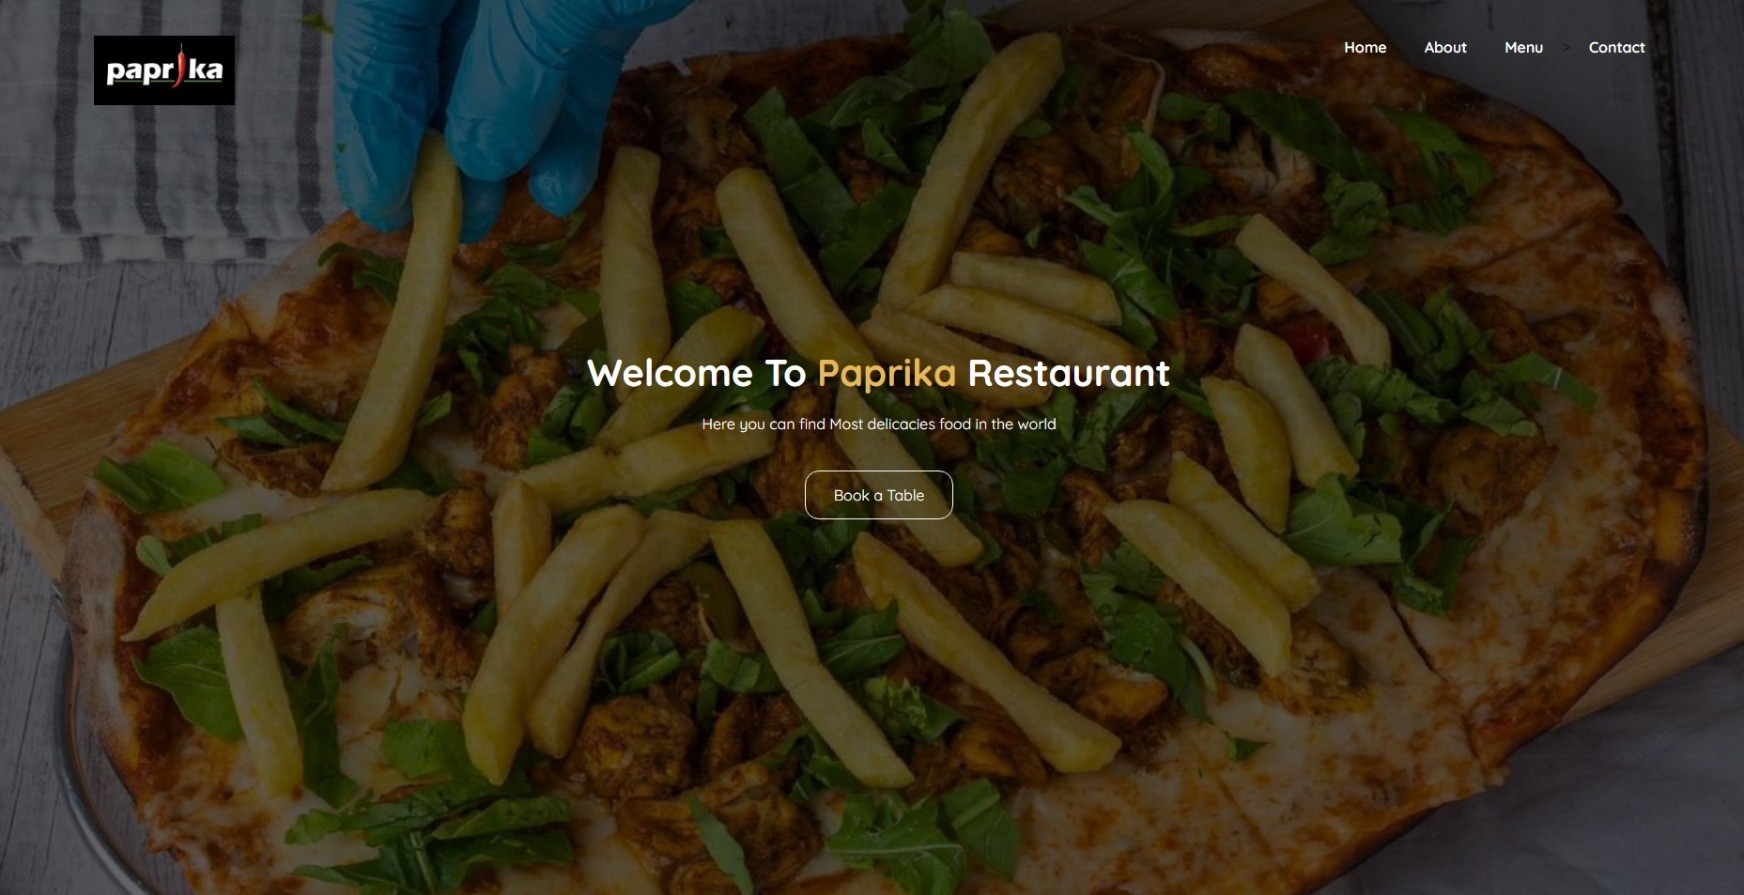 paprika
Home About Menu > Contact
Welcome To Paprika Restaurant
Here you can find Most delicacies food in the world
Book a Table